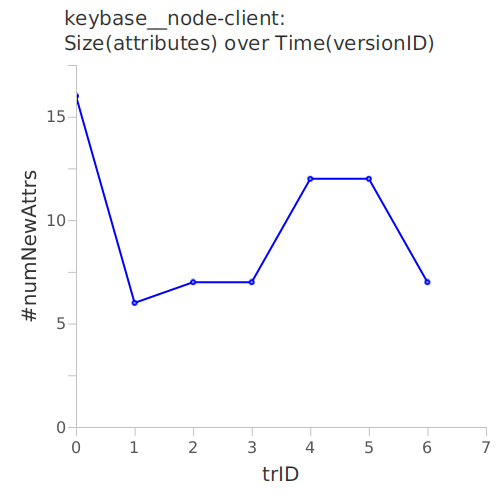 keybase__node-client:
Size(attributes) over Time(versionID)
#numNewAttrs
15
10
5
0
0 1 2 3 4 5 6 7
trID